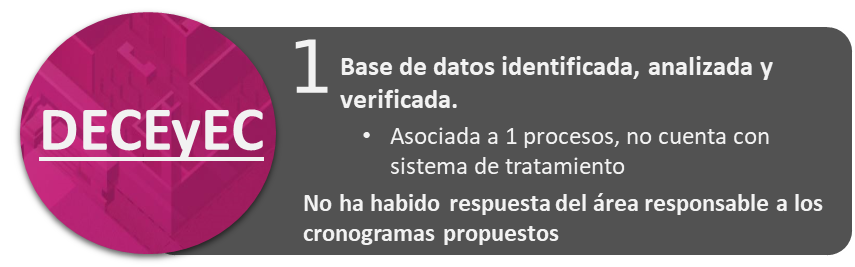 DECEyEC
1 Base de datos identificada, analizada y
verificada.
• Asociada a 1 procesos, no cuenta con
sistema de tratamiento
No ha habido respuesta del área responsable a los
cronogramas propuestos